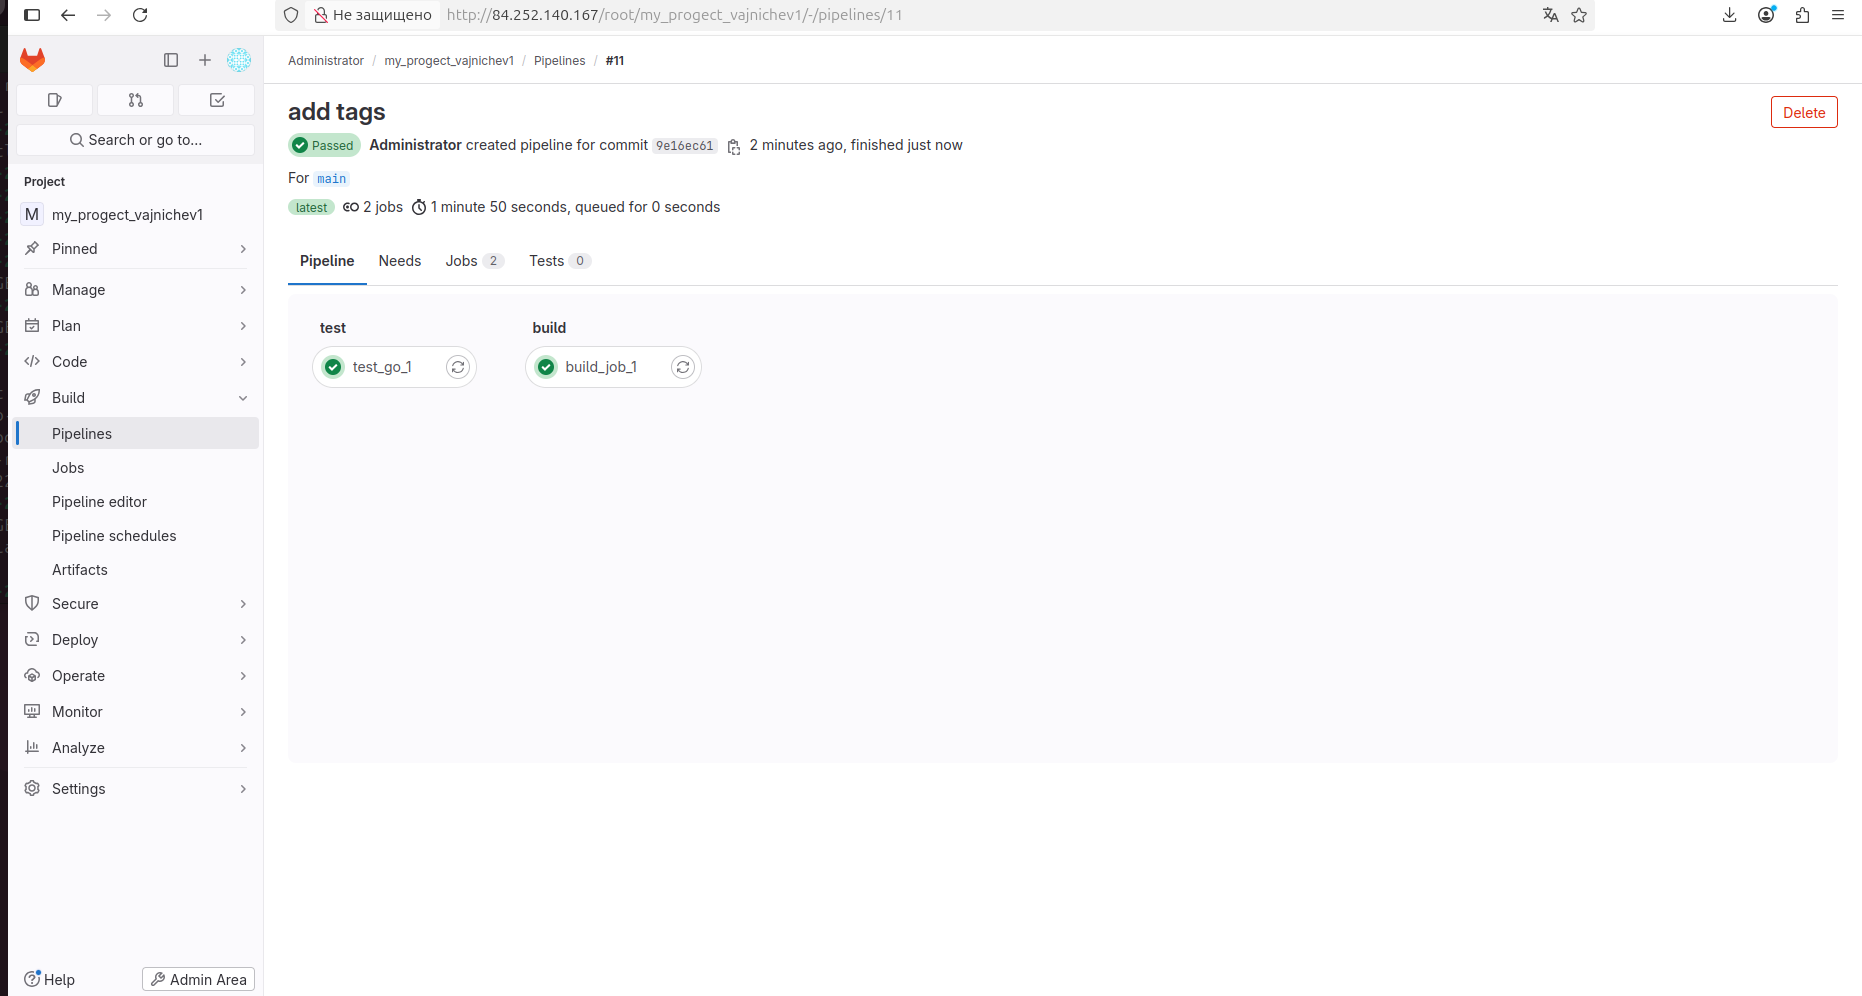 Не защищено http://84.252.140.167/root/my_progect_vajnichev1/-/pipelines/11
Administrator / my_progect_vajnichev1 / Pipelines / #11
Search or go to...
Project
M my_progect_vajnichev1
Pinned
Manage
Plan
Code
Build
Pipelines
Jobs
Pipeline editor
Pipeline schedules
Artifacts
Secure
Deploy
Operate
Monitor
Analyze
Settings
Help
Admin Area
add tags
Delete
Passed Administrator created pipeline for commit 9e16ec61 2 minutes ago, finished just now
For main
latest 2 jobs 1 minute 50 seconds, queued for 0 seconds
Pipeline Needs Jobs 2 Tests 0
test build
test_go_1 build_job_1